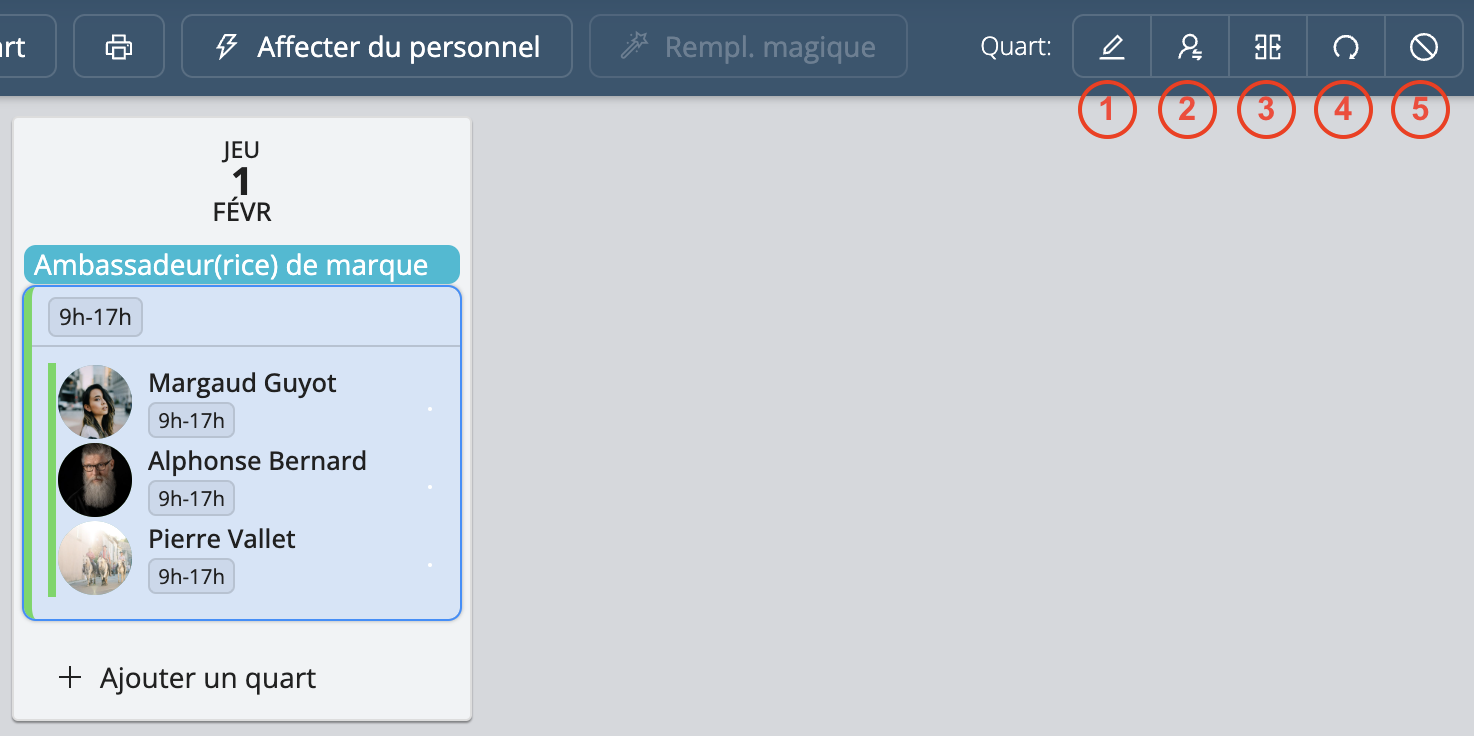 rt
Affecter du personnel
Rempl. magique
Quart:
1 2 3 4 5
JEU
1
FÉVR
Ambassadeur(rice) de marque
9h-17h
Margaud Guyot
9h-17h
Alphonse Bernard
9h-17h
Pierre Vallet
9h-17h
Ajouter un quart